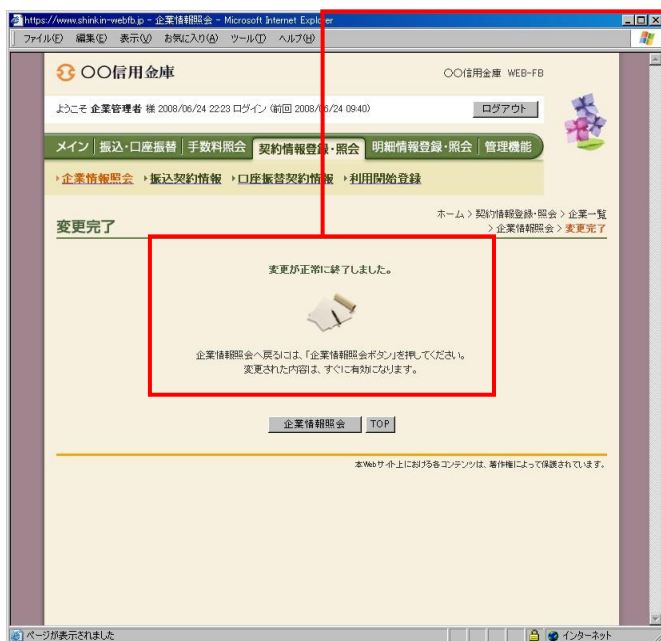 https://www.shinkin-webfb.jp - 企業情報照会 - Microsoft Internet Explorer
ファイル(F) 編集(E) 表示(V) お気に入り(A) ツール(T) ヘルプ(H)
〇〇信用金庫
〇〇信用金庫 WEB-FB
ようこそ 企業管理者 様 2008/06/24 22:23 ログイン (前回 2008/06/24 09:40)
ログアウト
メイン 振込・口座振替 手数料照会 契約情報登録・照会 明細情報登録・照会 管理機能
企業情報照会 振込契約情報 口座振替契約情報 利用開始登録
変更完了
ホーム > 契約情報登録・照会 > 企業一覧
> 企業情報照会 > 変更完了
変更が正常に終了しました。
企業情報照会へ戻るには、「企業情報照会ボタン」を押してください。
変更された内容は、すぐに有効になります。
企業情報照会 TOP
本Webサイト上における各コンテンツは、著作権によって保護されています。
ページが表示されました
インターネット